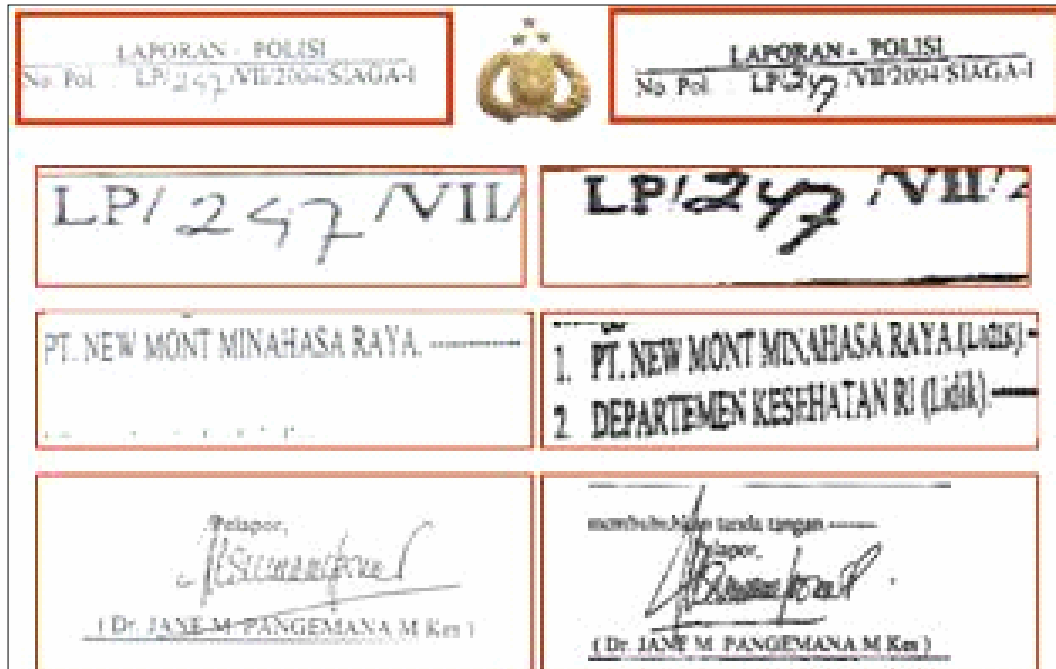 LAPORAN - POLISI
No. Pol. : LP/247/VII/2004/SIAGA-I
LAPORAN - POLISI
No. Pol. : LP/247/VII/2004/SIAGA-I
LP/247/VII/
LP/247/VII/2
PT. NEW MONT MINAHASA RAYA. ----------
1. PT. NEW MONT MINAHASA RAYA
2. DEPARTEMEN KESEHATAN RI (Lidik). ------
Pelapor,
( Dr. JANE M. PANGEMANA M Kes )
tanda tangan ------
Pelapor,
( Dr. JANE M. PANGEMANA M Kes )